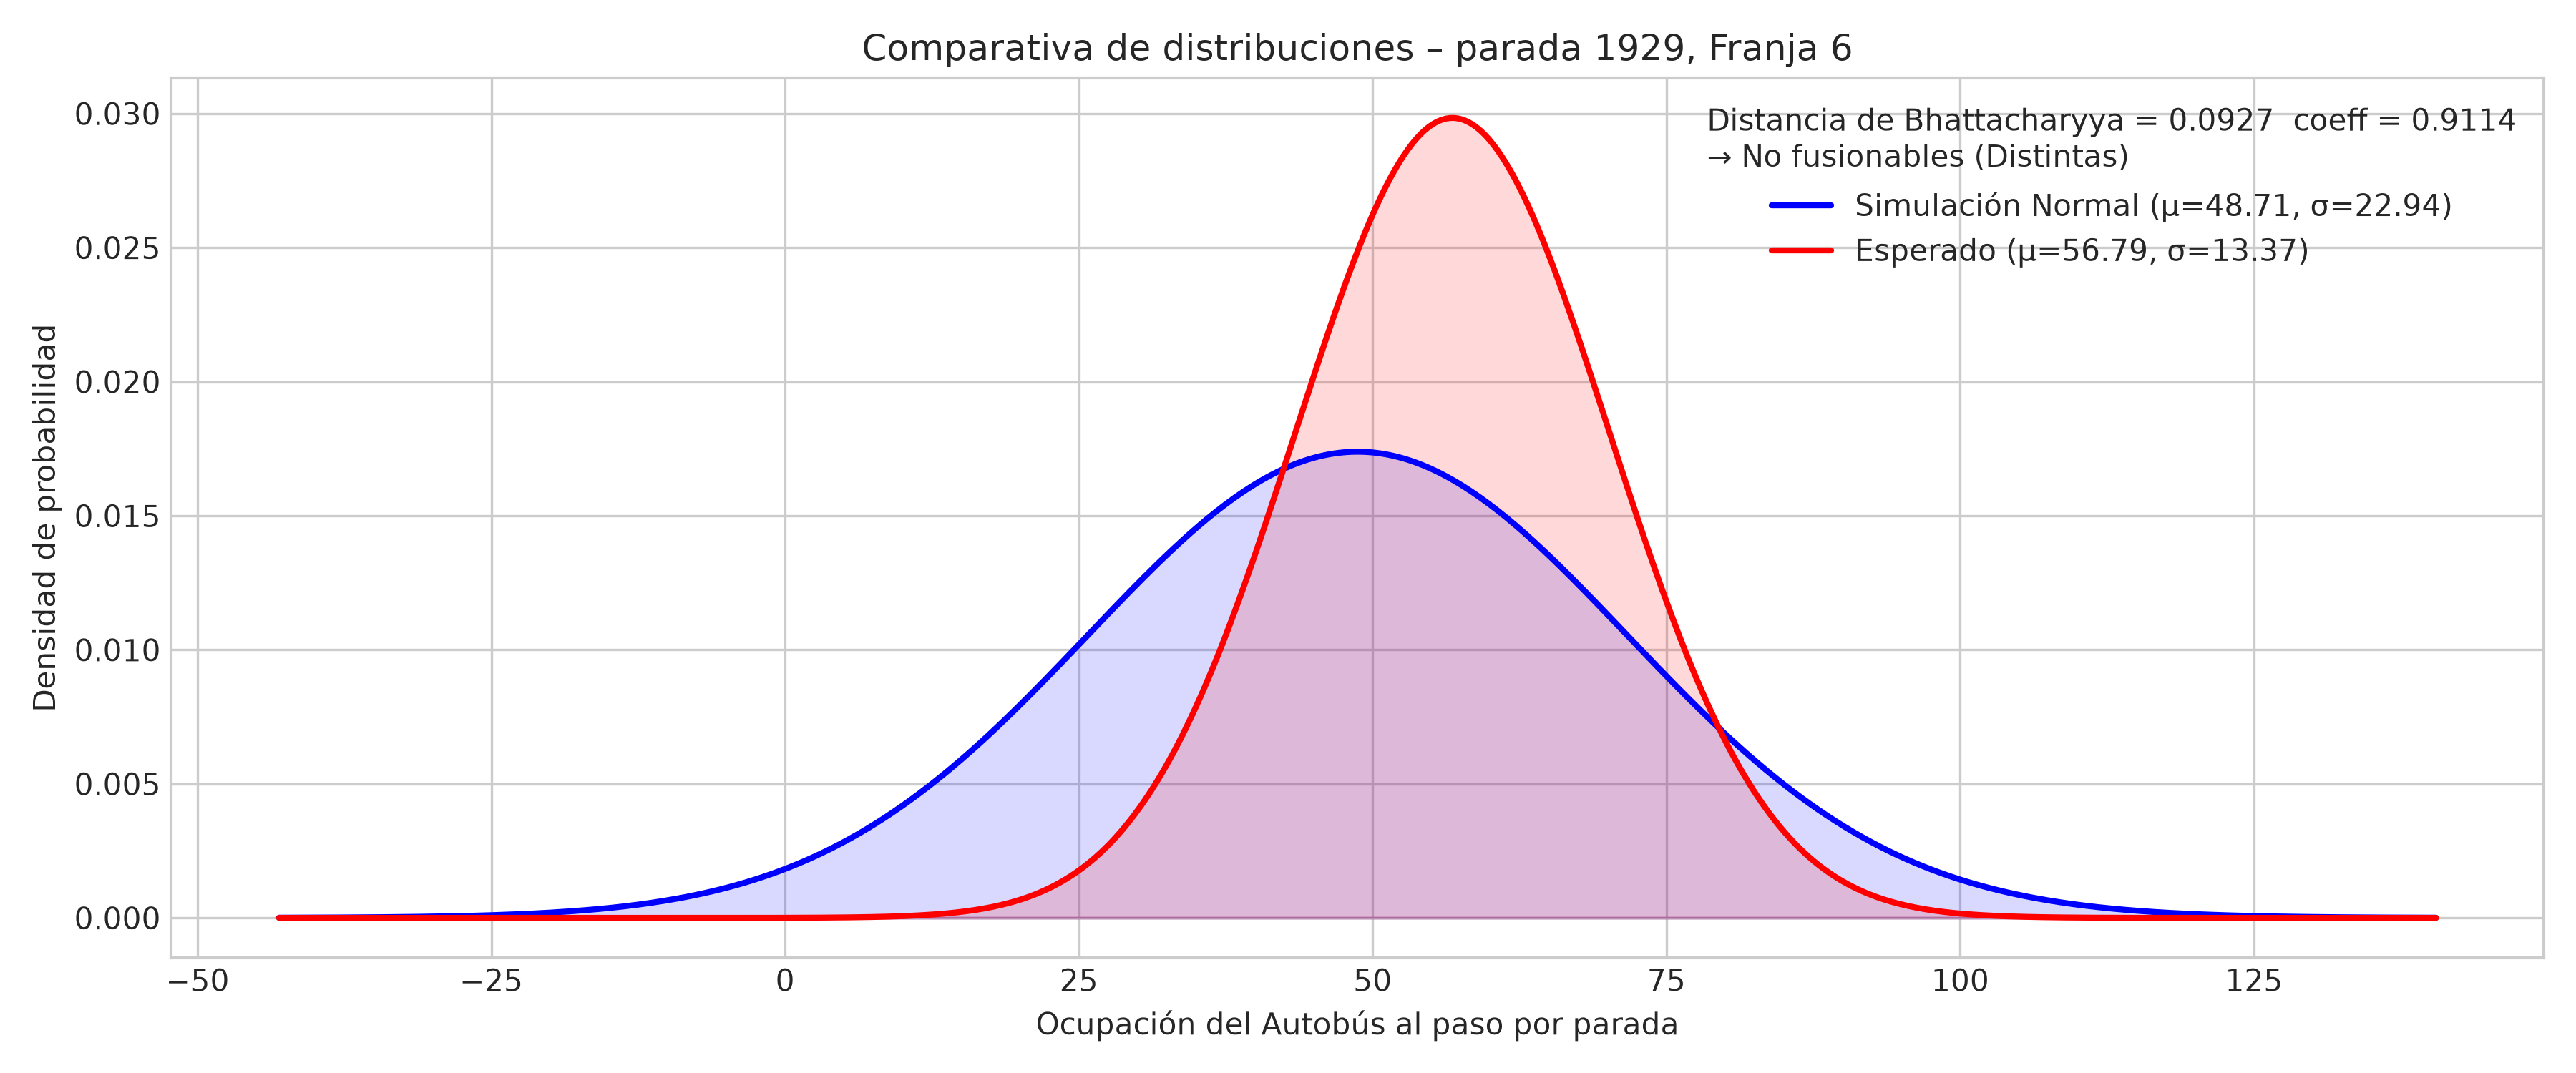 Comparativa de distribuciones – parada 1929, Franja 6
Distancia de Bhattacharyya = 0.0927  coeff = 0.9114
→ No fusionables (Distintas)
Simulación Normal (μ=48.71, σ=22.94)
Esperado (μ=56.79, σ=13.37)
Densidad de probabilidad
0.030
0.025
0.020
0.015
0.010
0.005
0.000
−50 −25 0 25 50 75 100 125
Ocupación del Autobús al paso por parada